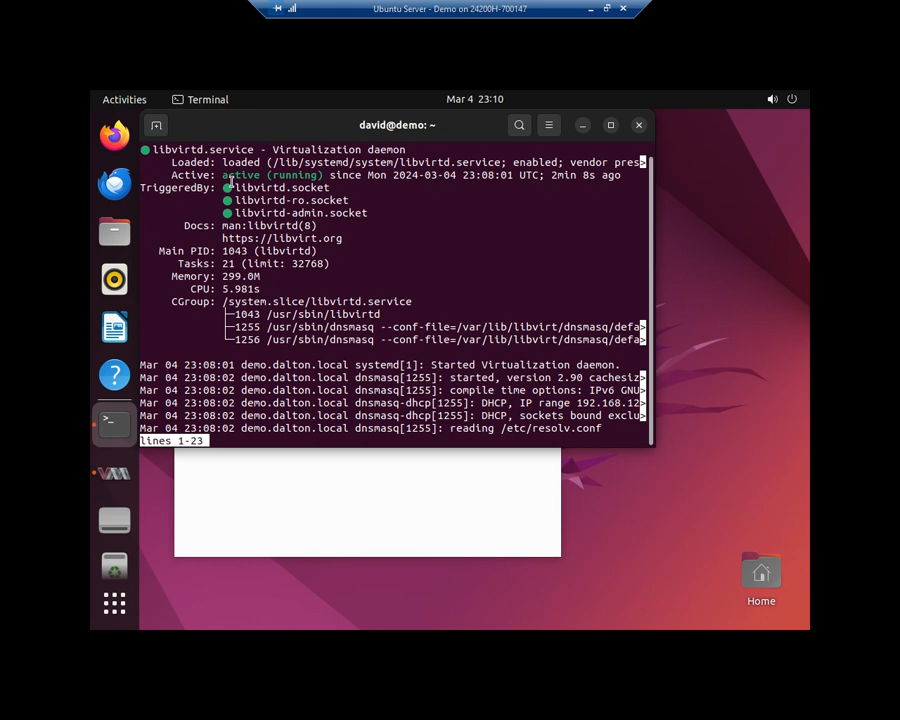 Ubuntu Server - Demo on 24200H-700147
Activities
Terminal
Mar 4 23:10
david@demo: ~
libvirtd.service - Virtualization daemon
Loaded: loaded (/lib/systemd/system/libvirtd.service; enabled; vendor pres>
Active: active (running) since Mon 2024-03-04 23:08:01 UTC; 2min 8s ago
TriggeredBy: ● libvirtd.socket
● libvirtd-ro.socket
● libvirtd-admin.socket
Docs: man:libvirtd(8)
https://libvirt.org
Main PID: 1043 (libvirtd)
Tasks: 21 (limit: 32768)
Memory: 299.0M
CPU: 5.981s
CGroup: /system.slice/libvirtd.service
├─1043 /usr/sbin/libvirtd
├─1255 /usr/sbin/dnsmasq --conf-file=/var/lib/libvirt/dnsmasq/defa>
└─1256 /usr/sbin/dnsmasq --conf-file=/var/lib/libvirt/dnsmasq/defa>
Mar 04 23:08:01 demo.dalton.local systemd[1]: Started Virtualization daemon.
Mar 04 23:08:02 demo.dalton.local dnsmasq[1255]: started, version 2.90 cachesiz>
Mar 04 23:08:02 demo.dalton.local dnsmasq[1255]: compile time options: IPv6 GNU>
Mar 04 23:08:02 demo.dalton.local dnsmasq-dhcp[1255]: DHCP, IP range 192.168.12>
Mar 04 23:08:02 demo.dalton.local dnsmasq-dhcp[1255]: DHCP, sockets bound exclu>
Mar 04 23:08:02 demo.dalton.local dnsmasq[1255]: reading /etc/resolv.conf
lines 1-23
Home